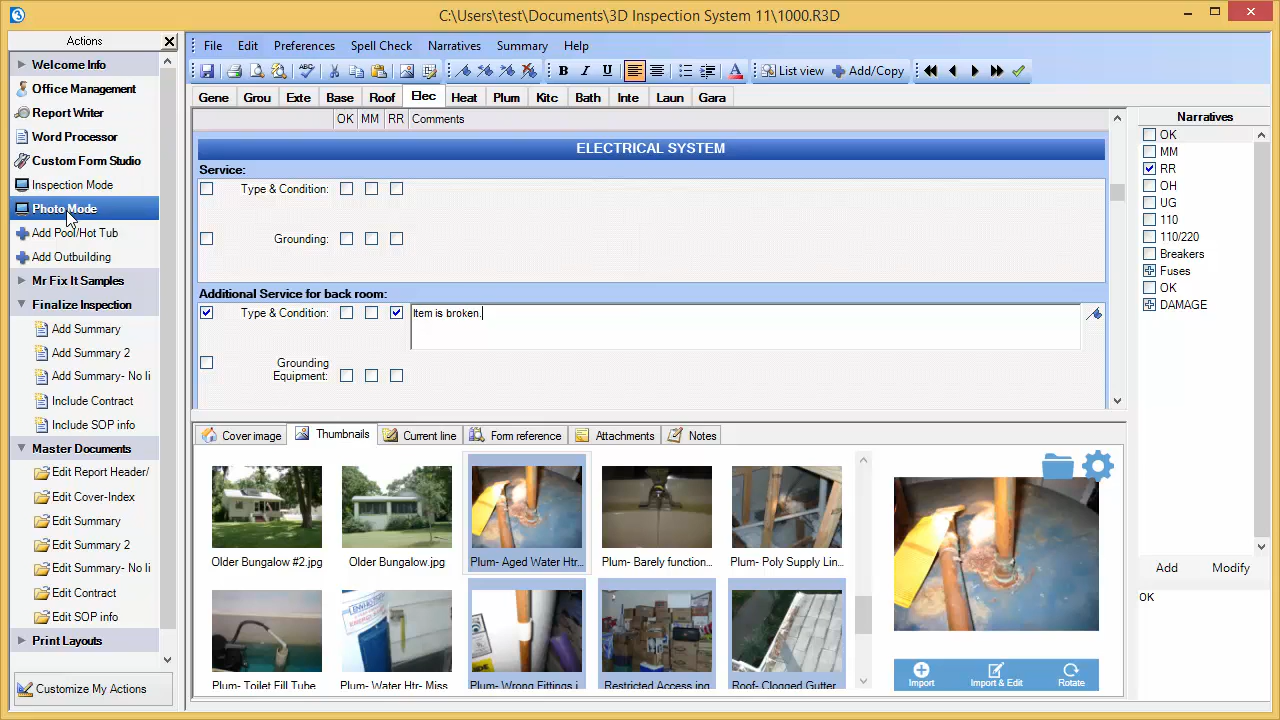 C:\Users\test\Documents\3D Inspection System 11\1000.R3D
Actions
Welcome Info
Office Management
Report Writer
Word Processor
Custom Form Studio
Inspection Mode
Photo Mode
Add Pool/Hot Tub
Add Outbuilding
Mr Fix It Samples
Finalize Inspection
Add Summary
Add Summary 2
Add Summary- No li
Include Contract
Include SOP info
Master Documents
Edit Report Header/
Edit Cover-Index
Edit Summary
Edit Summary 2
Edit Summary- No li
Edit Contract
Edit SOP info
Print Layouts
Customize My Actions
File Edit Preferences Spell Check Narratives Summary Help
B I U A List view Add/Copy
Gene Grou Exte Base Roof Elec Heat Plum Kitc Bath Inte Laun Gara
OK MM RR Comments
ELECTRICAL SYSTEM
Service:
Type & Condition:
Grounding:
Additional Service for back room:
Type & Condition: Item is broken.
Grounding
Equipment:
Cover image Thumbnails Current line Form reference Attachments Notes
Older Bungalow #2.jpg Older Bungalow.jpg Plum- Aged Water Htr... Plum- Barely function... Plum- Poly Supply Lin...
Plum- Toilet Fill Tube Plum-Water Htr- Miss Plum- Wrong Fittings i Restricted Access.jpg Roof- Clogged Gutter
Import Import & Edit Rotate
Narratives
OK
MM
RR
OH
UG
110
110/220
Breakers
Fuses
OK
DAMAGE
Add Modify
OK